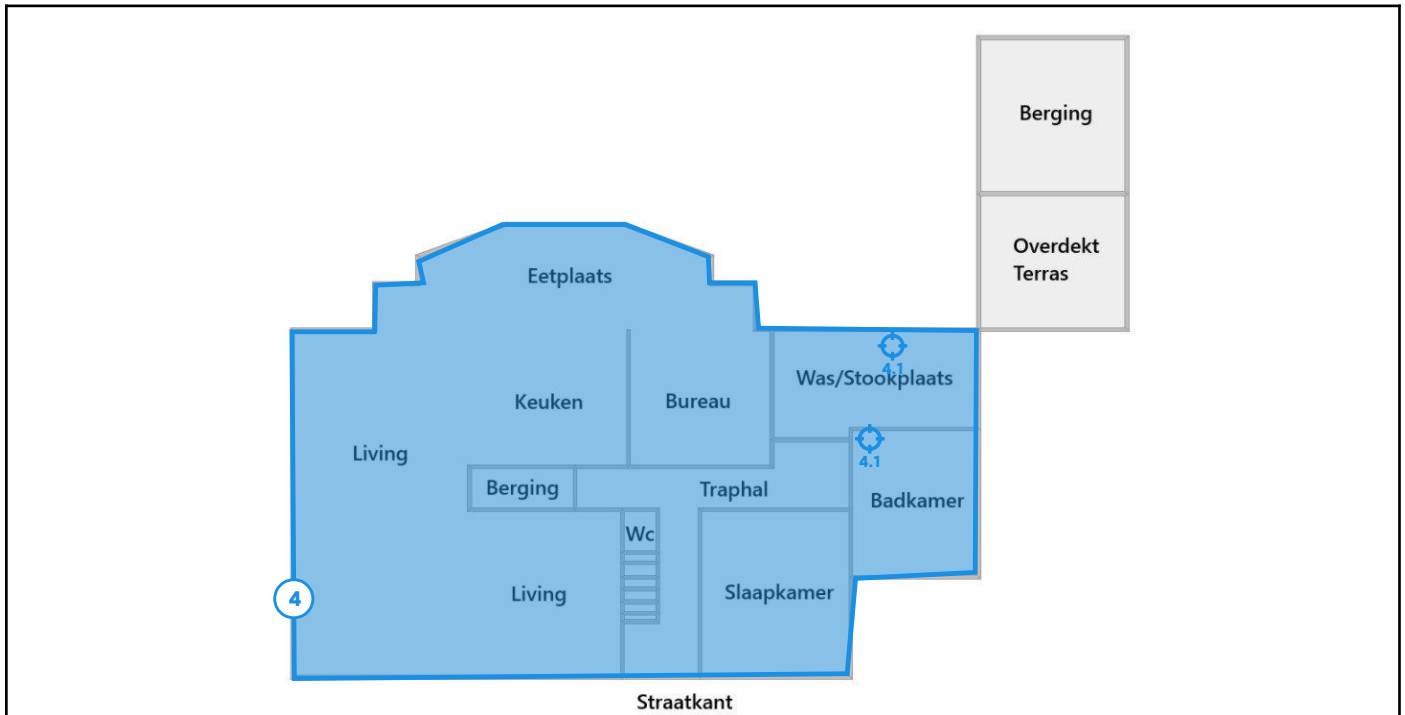 Berging
Overdekt
Terras
Eetplaats
4.1
Was/Stookplaats
Keuken
Bureau
Living
4.1
Berging
Traphal
Badkamer
Wc
Living
Slaapkamer
4
Straatkant